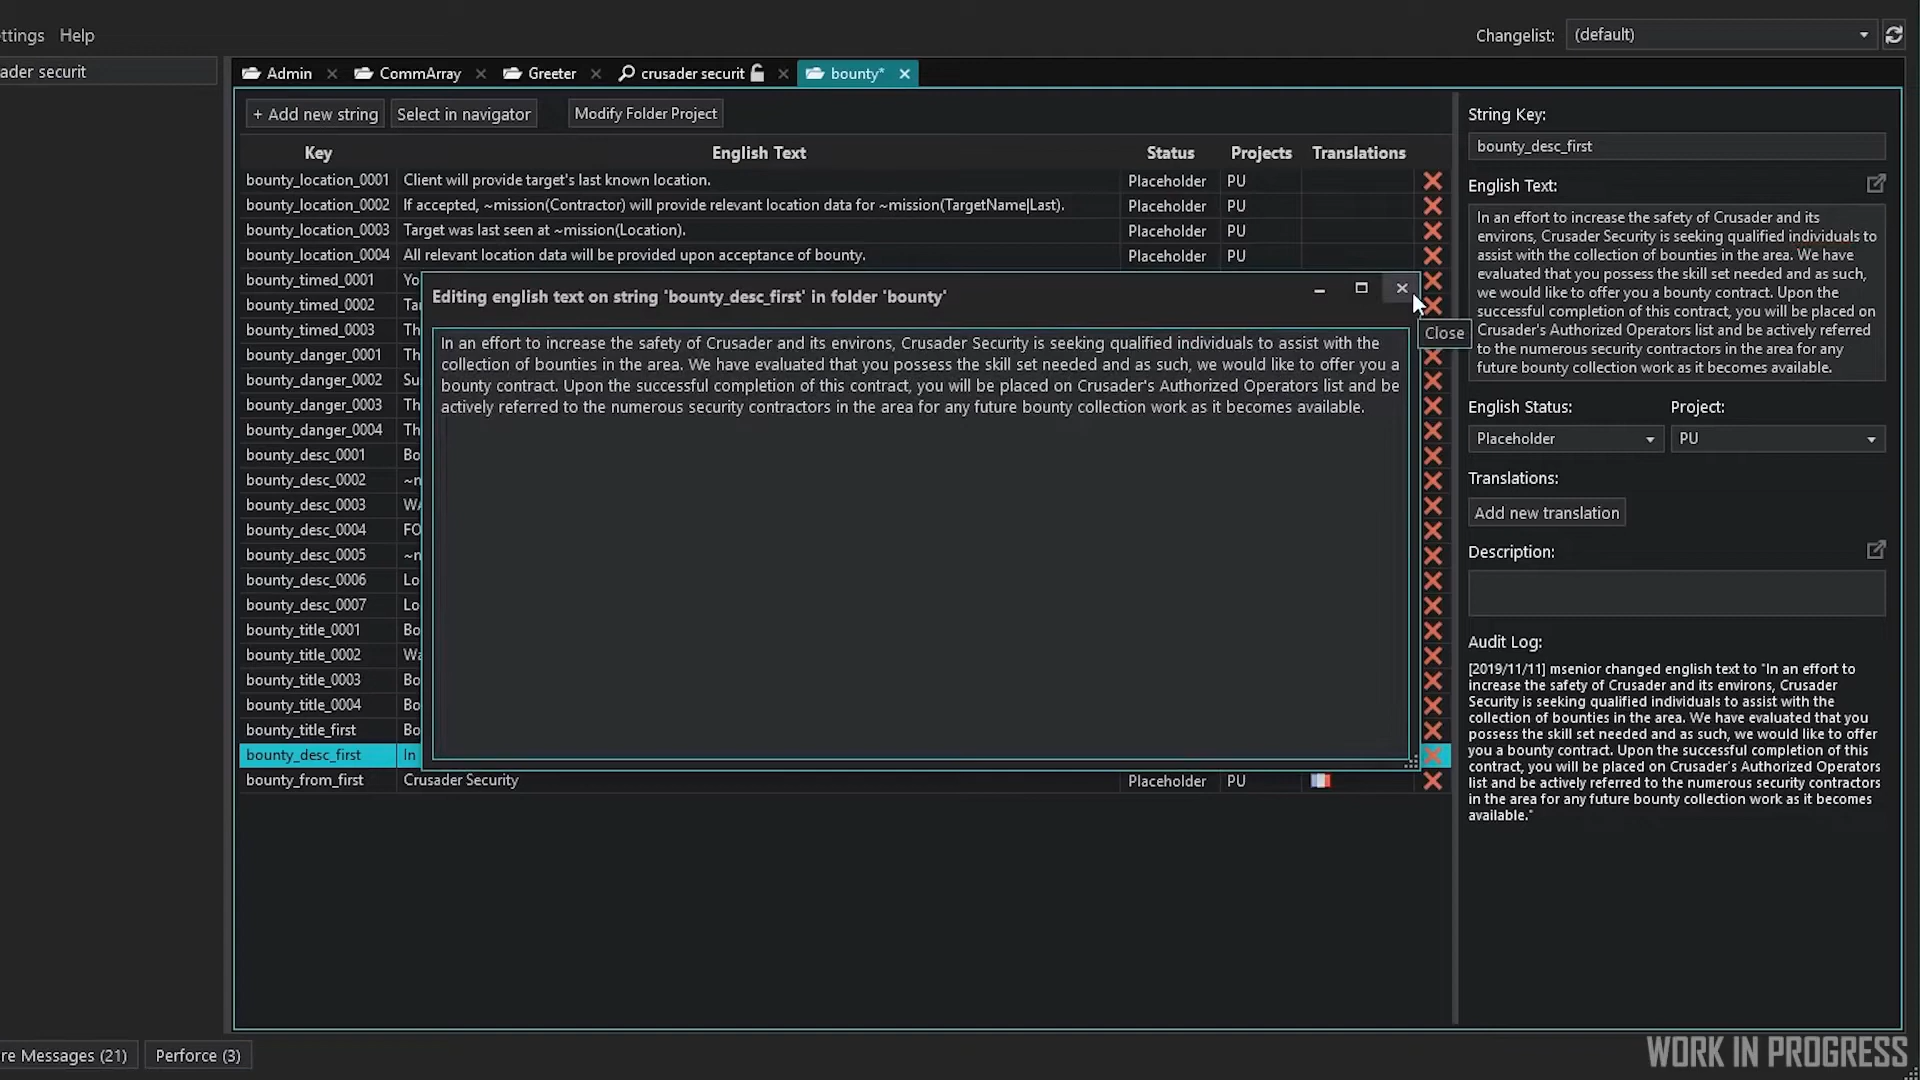 ttings Help
Changelist: (default)
ader securit
Admin CommArray Greeter crusader securit bounty*
+ Add new string Select in navigator Modify Folder Project
Key English Text Status Projects Translations
bounty_location_0001 Client will provide target's last known location. Placeholder PU
bounty_location_0002 If accepted, ~mission(Contractor) will provide relevant location data for ~mission(TargetName|Last). Placeholder PU
bounty_location_0003 Target was last seen at ~mission(Location). Placeholder PU
bounty_location_0004 All relevant location data will be provided upon acceptance of bounty. Placeholder PU
bounty_timed_0001 Yo
bounty_timed_0002 Ta
bounty_timed_0003 Th
bounty_danger_0001 Th
bounty_danger_0002 Su
bounty_danger_0003 Th
bounty_danger_0004 Th
bounty_desc_0001 Bo
bounty_desc_0002
bounty_desc_0003 WA
bounty_desc_0004 FO
bounty_desc_0005
bounty_desc_0006 Lo
bounty_desc_0007 Lo
bounty_title_0001 Bo
bounty_title_0002 Wa
bounty_title_0003 Bo
bounty_title_0004 Bo
bounty_title_first Bo
bounty_desc_first In
bounty_from_first Crusader Security Placeholder PU
Editing english text on string 'bounty_desc_first' in folder 'bounty'
Close
In an effort to increase the safety of Crusader and its environs, Crusader Security is seeking qualified individuals to assist with the
collection of bounties in the area. We have evaluated that you possess the skill set needed and as such, we would like to offer you a
bounty contract. Upon the successful completion of this contract, you will be placed on Crusader's Authorized Operators list and be
actively referred to the numerous security contractors in the area for any future bounty collection work as it becomes available.
String Key:
bounty_desc_first
English Text:
In an effort to increase the safety of Crusader and its
environs, Crusader Security is seeking qualified individuals to
assist with the collection of bounties in the area. We have
evaluated that you possess the skill set needed and as such,
we would like to offer you a bounty contract. Upon the
successful completion of this contract, you will be placed on
Crusader's Authorized Operators list and be actively referred
to the numerous security contractors in the area for any
future bounty collection work as it becomes available.
English Status: Project:
Placeholder PU
Translations:
Add new translation
Description:
Audit Log:
[2019/11/11] msenior changed english text to "In an effort to
increase the safety of Crusader and its environs, Crusader
Security is seeking qualified individuals to assist with the
collection of bounties in the area. We have evaluated that you
possess the skill set needed and as such, we would like to offer
you a bounty contract. Upon the successful completion of this
contract, you will be placed on Crusader's Authorized Operators
list and be actively referred to the numerous security contractors
in the area for any future bounty collection work as it becomes
available."
re Messages (21) Perforce (3)
WORK IN PROGRESS